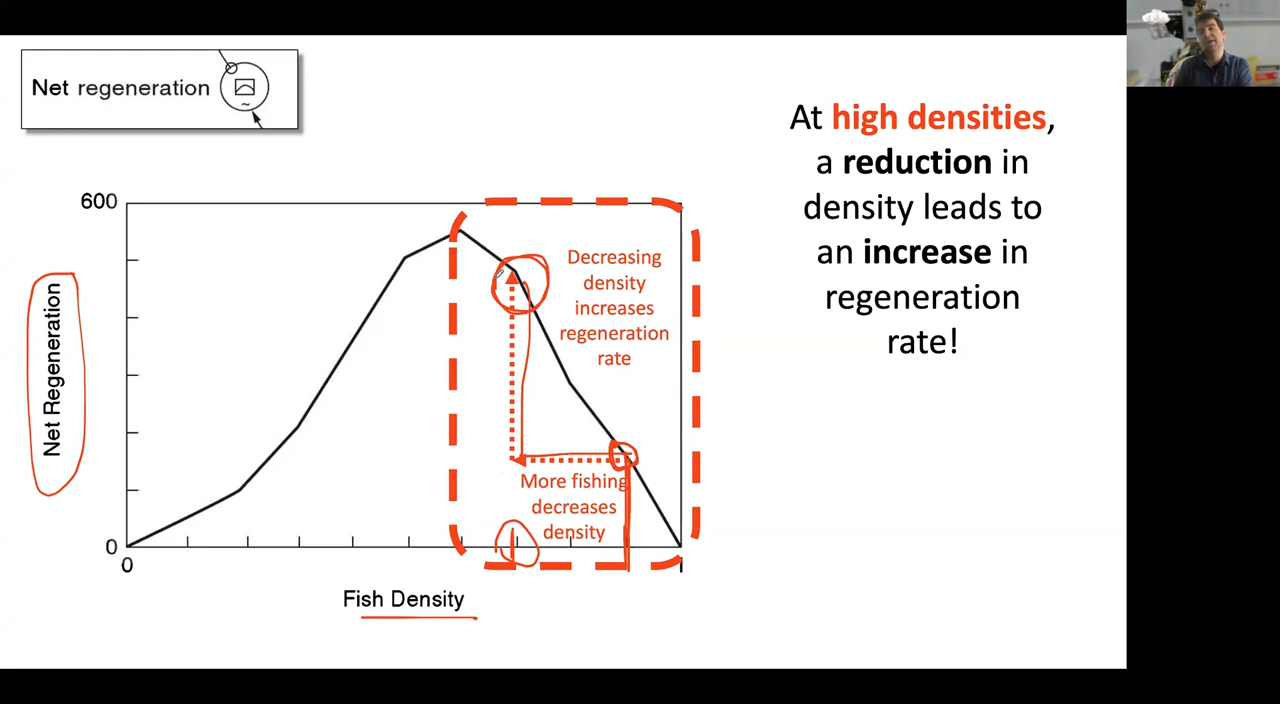 Net regeneration
~
At high densities,
a reduction in
density leads to
an increase in
regeneration
rate!
600
Net Regeneration
Decreasing
density
increases
regeneration
rate
More fishing
decreases
density
0
0
Fish Density